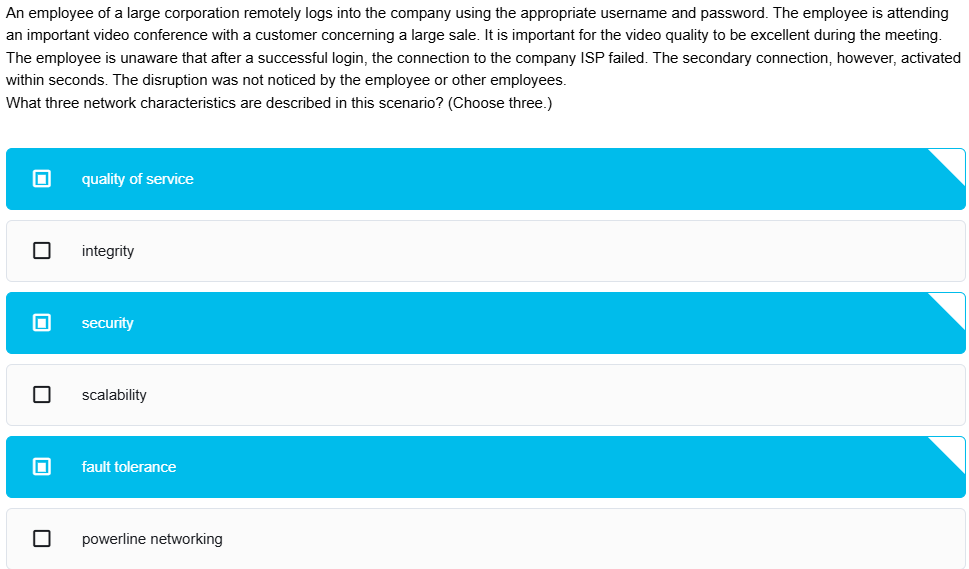 An employee of a large corporation remotely logs into the company using the appropriate username and password. The employee is attending
an important video conference with a customer concerning a large sale. It is important for the video quality to be excellent during the meeting.
The employee is unaware that after a successful login, the connection to the company ISP failed. The secondary connection, however, activated
within seconds. The disruption was not noticed by the employee or other employees.
What three network characteristics are described in this scenario? (Choose three.)
quality of service
integrity
security
scalability
fault tolerance
powerline networking